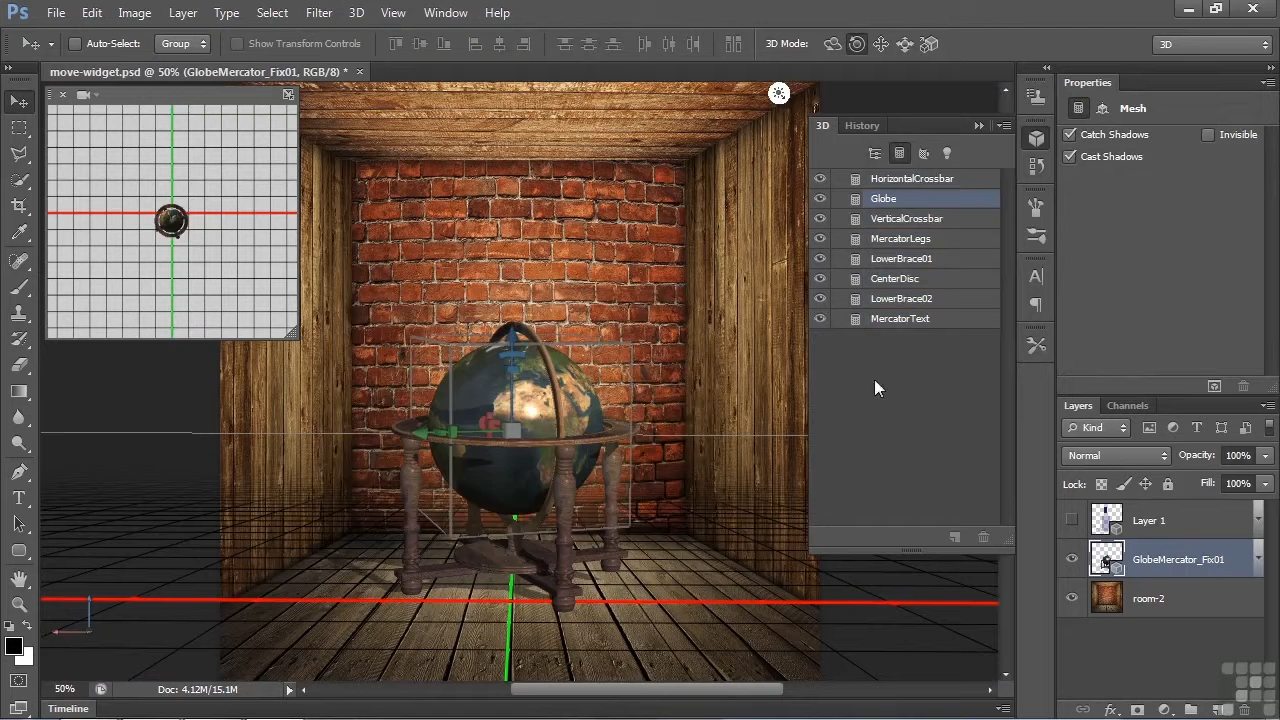 Ps File Edit Image Layer Type Select Filter 3D View Window Help
Auto-Select: Group Show Transform Controls 3D Mode: 3D
move-widget.psd @ 50% (GlobeMercator_Fix01, RGB/8) *
3D History
HorizontalCrossbar
Globe
VerticalCrossbar
MercatorLegs
LowerBrace01
CenterDisc
LowerBrace02
MercatorText
Properties
Mesh
Catch Shadows Invisible
Cast Shadows
Layers Channels
Kind
Normal Opacity: 100%
Lock: Fill: 100%
Layer 1
GlobeMercator_Fix01
room-2
50% Doc: 4.12M/15.1M
Timeline